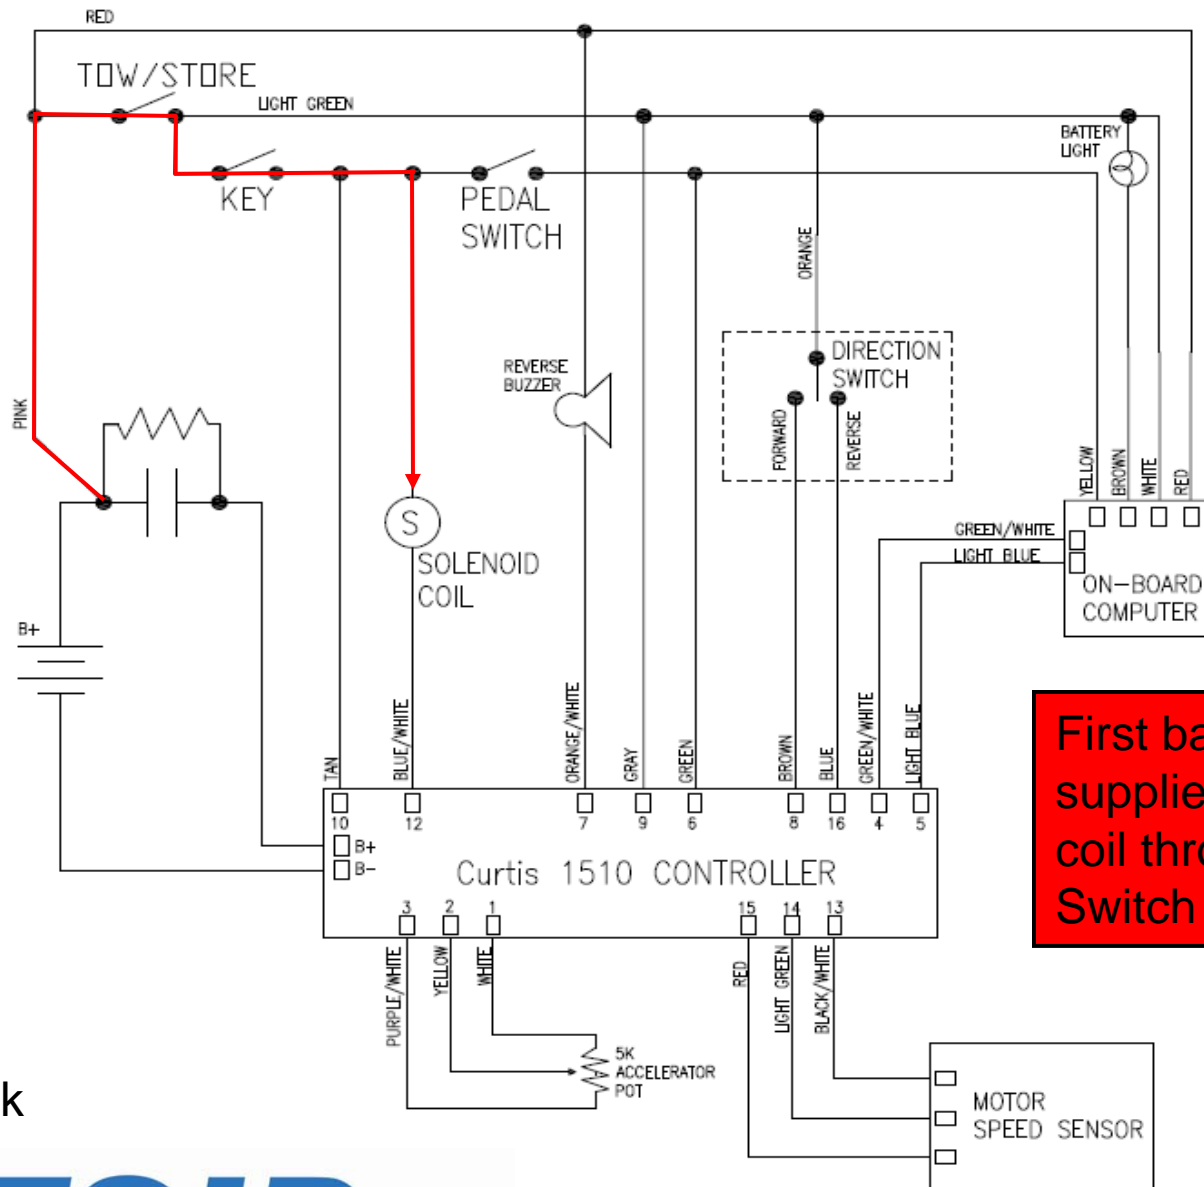 RED
TOW/STORE
LIGHT GREEN
BATTERY
LIGHT
KEY
PEDAL
SWITCH
ORANGE
DIRECTION
SWITCH
REVERSE
BUZZER
PINK
FORWARD
REVERSE
YELLOW
BROWN
WHITE
RED
S
SOLENOID
COIL
GREEN/WHITE
LIGHT BLUE
ON-BOARD
COMPUTER
B+
TAN
BLUE/WHITE
ORANGE/WHITE
GRAY
GREEN
BROWN
BLUE
GREEN/WHITE
LIGHT BLUE
First ba
supplie
coil thro
Switch
10 12 7 9 6 8 16 4 5
B+
B-
Curtis 1510 CONTROLLER
3 2 1 15 14 13
PURPLE/WHITE
YELLOW
WHITE
RED
LIGHT GREEN
BLACK/WHITE
5K
ACCELERATOR
POT
MOTOR
SPEED SENSOR
k